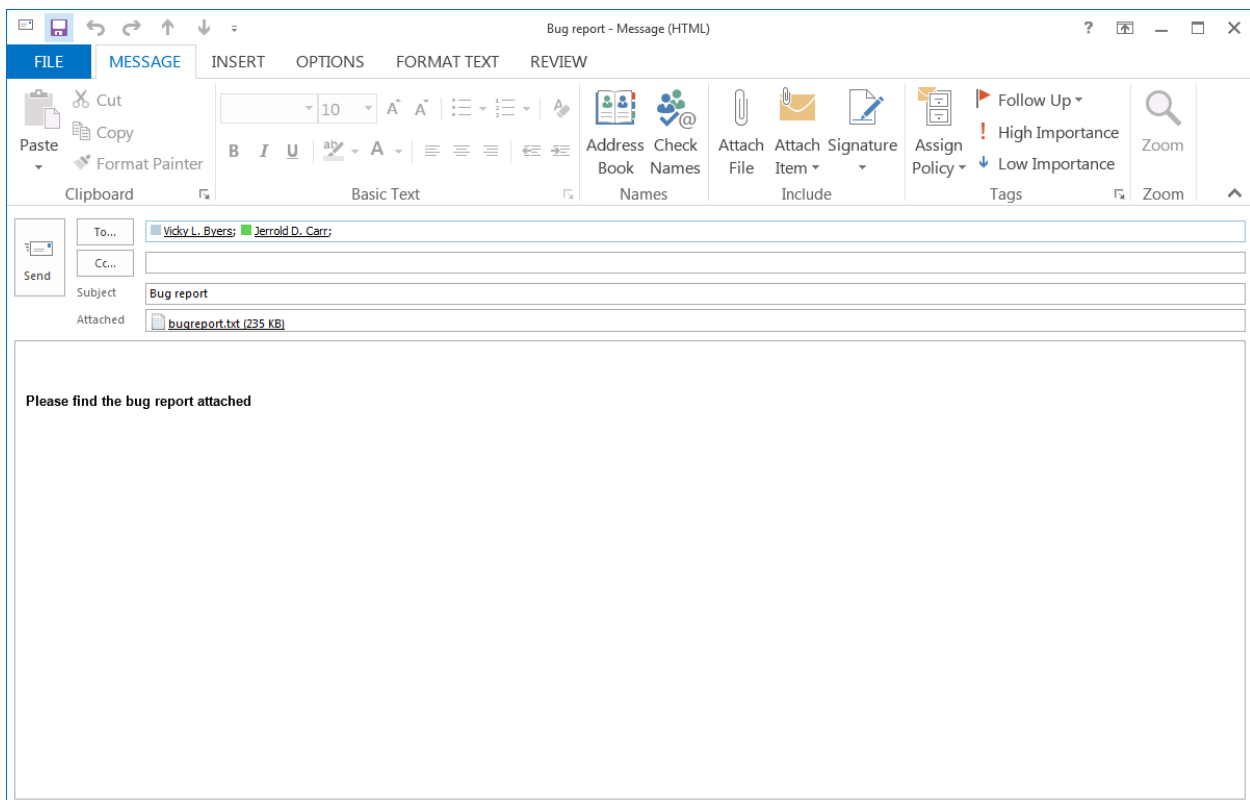 Bug report - Message (HTML)
?
FILE MESSAGE INSERT OPTIONS FORMAT TEXT REVIEW
Paste
Cut
Copy
Format Painter
Clipboard
10 A A
B I U aby A
Basic Text
Address Book
Check Names
@
Names
Attach File
Attach Item
Signature
Include
Assign Policy
Follow Up
! High Importance
Low Importance
Tags
Zoom
Zoom
Send
To... Vicky L. Byers; Jerrold D. Carr;
Cc...
Subject Bug report
Attached bugreport.txt (235 KB)
Please find the bug report attached